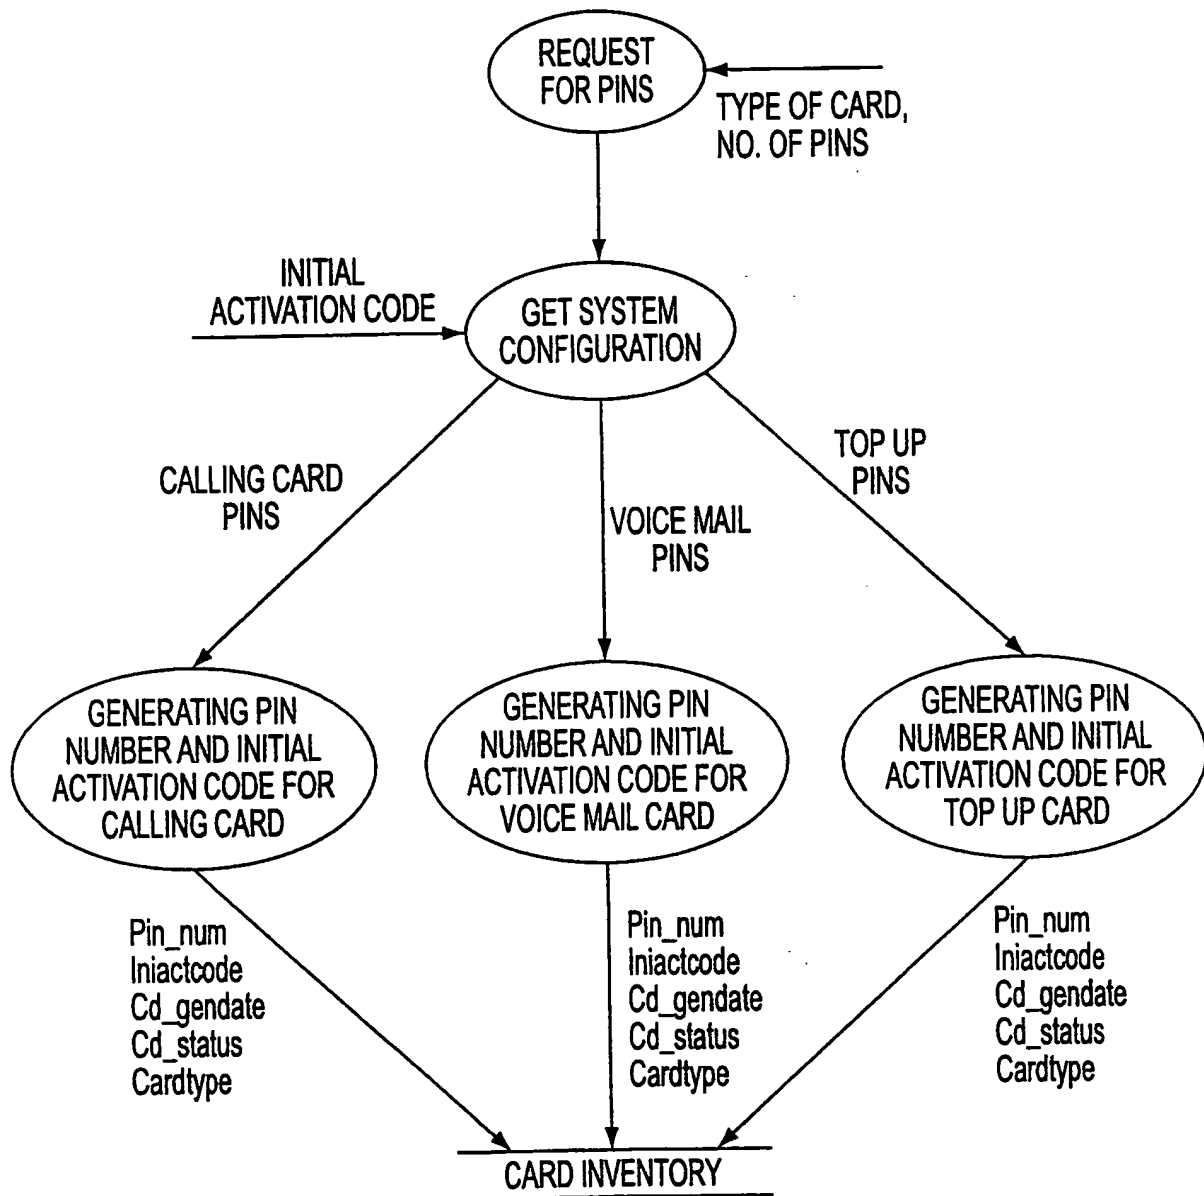 REQUEST
FOR PINS
TYPE OF CARD,
NO. OF PINS
INITIAL
ACTIVATION CODE
GET SYSTEM
CONFIGURATION
CALLING CARD
PINS
VOICE MAIL
PINS
TOP UP
PINS
GENERATING PIN
NUMBER AND INITIAL
ACTIVATION CODE FOR
CALLING CARD
GENERATING PIN
NUMBER AND INITIAL
ACTIVATION CODE FOR
VOICE MAIL CARD
GENERATING PIN
NUMBER AND INITIAL
ACTIVATION CODE FOR
TOP UP CARD
Pin_num
Iniactcode
Cd_gendate
Cd_status
Cardtype
Pin_num
Iniactcode
Cd_gendate
Cd_status
Cardtype
Pin_num
Iniactcode
Cd_gendate
Cd_status
Cardtype
CARD INVENTORY